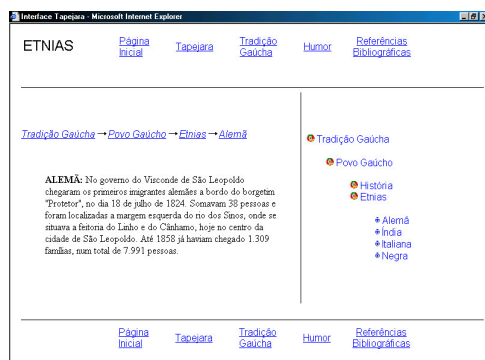 Interface Tapejara - Microsoft Internet Explorer
ETNIAS
Página Inicial
Tapejara
Tradição Gaúcha
Humor
Referências Bibliográficas
Tradição Gaúcha → Povo Gaúcho → Etnias → Alemã
ALEMÃ: No governo do Visconde de São Leopoldo
chegaram os primeiros imigrantes alemães a bordo do borgetim
"Protetor", no dia 18 de julho de 1824. Somavam 38 pessoas e
foram localizadas a margem esquerda do rio dos Sinos, onde se
situava a feitoria do Linho e do Cânhamo, hoje no centro da
cidade de São Leopoldo. Até 1858 já haviam chegado 1.309
famílias, num total de 7.991 pessoas.
Tradição Gaúcha
Povo Gaúcho
História
Etnias
Alemã
Índia
Italiana
Negra
Página Inicial
Tapejara
Tradição Gaúcha
Humor
Referências Bibliográficas